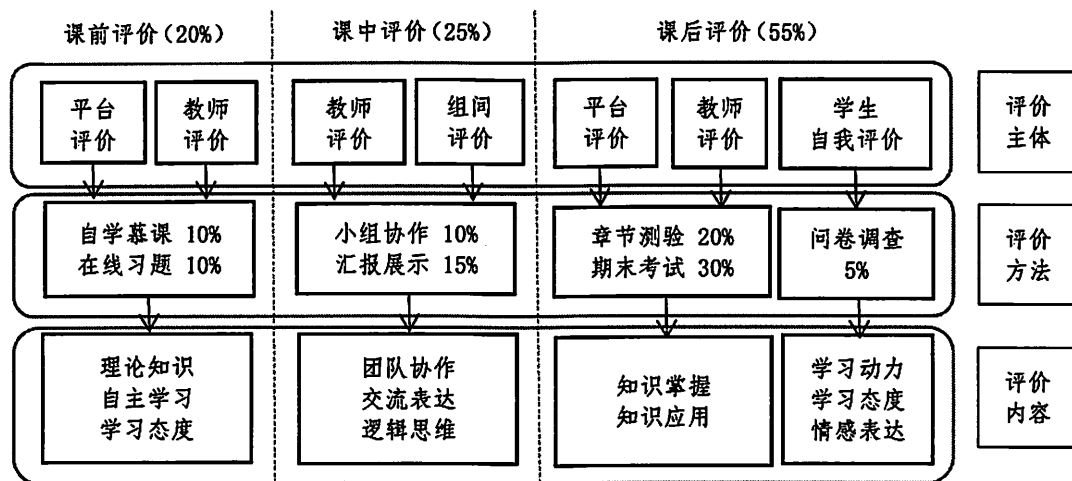 课前评价(20%)
课中评价(25%)
课后评价(55%)
平台
评价
教师
评价
教师
评价
组间
评价
平台
评价
教师
评价
学生
自我评价
评价
主体
自学慕课 10%
在线习题 10%
小组协作 10%
汇报展示 15%
章节测验 20%
期末考试 30%
问卷调查
5%
评价
方法
理论知识
自主学习
学习态度
团队协作
交流表达
逻辑思维
知识掌握
知识应用
学习动力
学习态度
情感表达
评价
内容